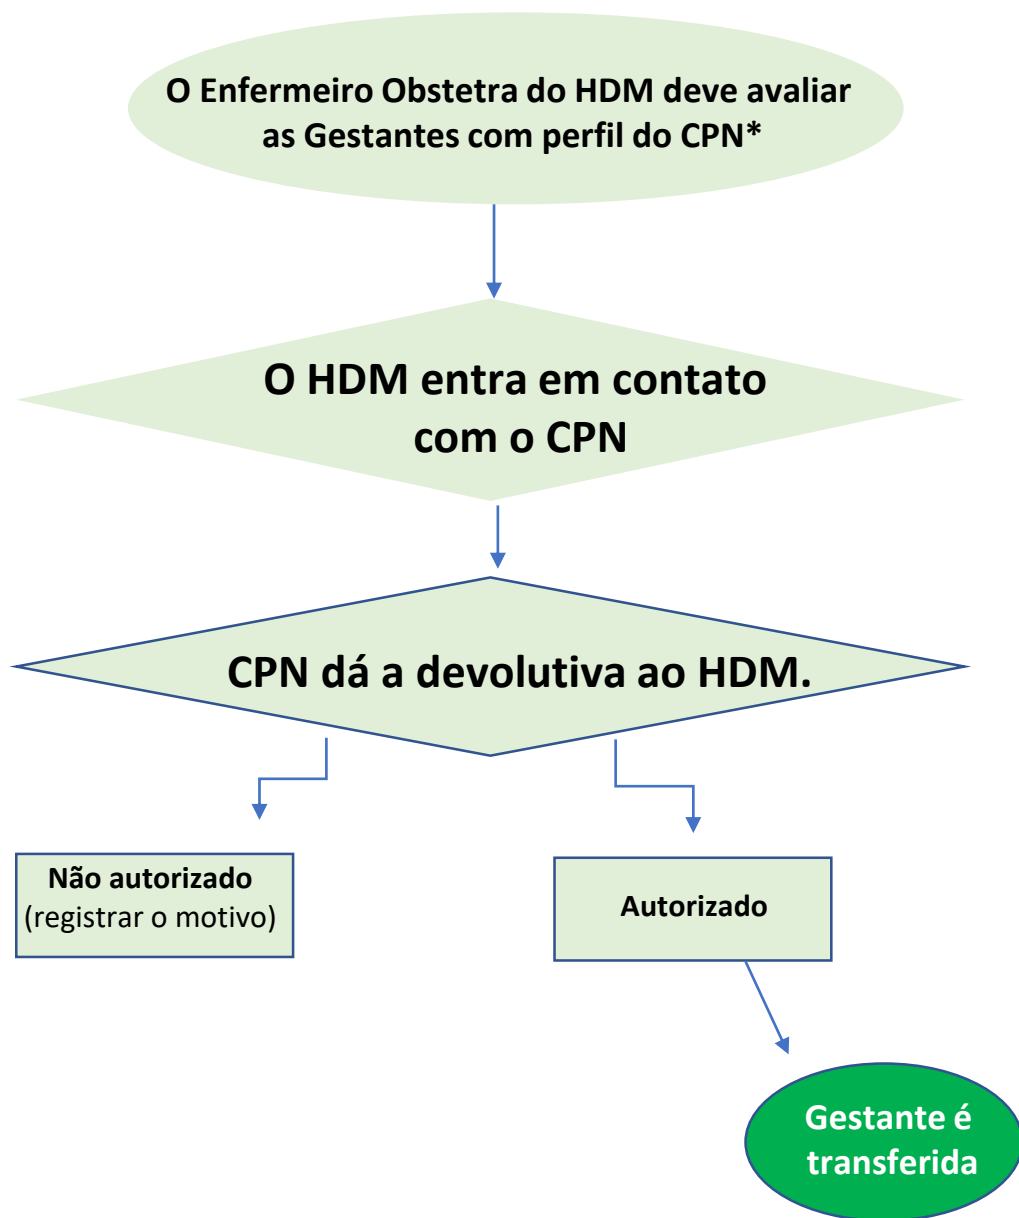 O Enfermeiro Obstetra do HDM deve avaliar
as Gestantes com perfil do CPN*
O HDM entra em contato
com o CPN
CPN dá a devolutiva ao HDM.
Não autorizado
(registrar o motivo)
Autorizado
Gestante é
transferida